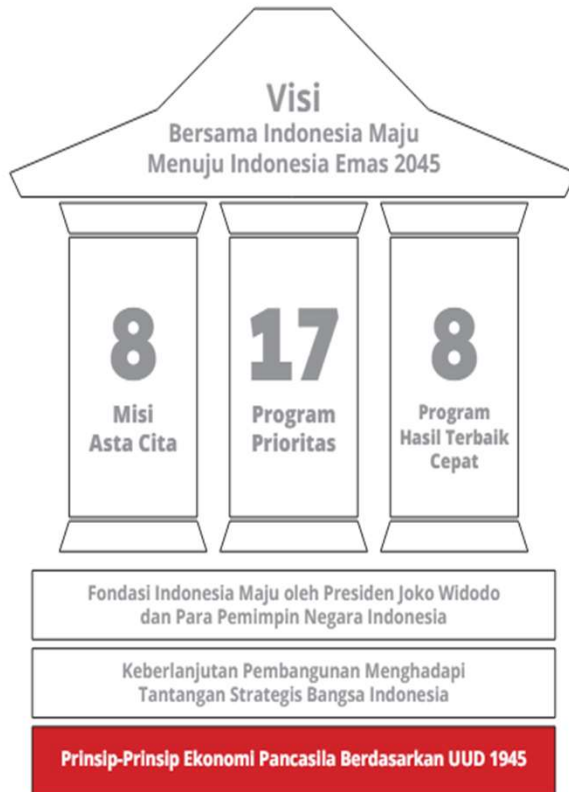 Visi
Bersama Indonesia Maju
Menuju Indonesia Emas 2045
8
Misi
Asta Cita
17
Program
Prioritas
8
Program
Hasil Terbaik
Cepat
Fondasi Indonesia Maju oleh Presiden Joko Widodo
dan Para Pemimpin Negara Indonesia
Keberlanjutan Pembangunan Menghadapi
Tantangan Strategis Bangsa Indonesia
Prinsip-Prinsip Ekonomi Pancasila Berdasarkan UUD 1945